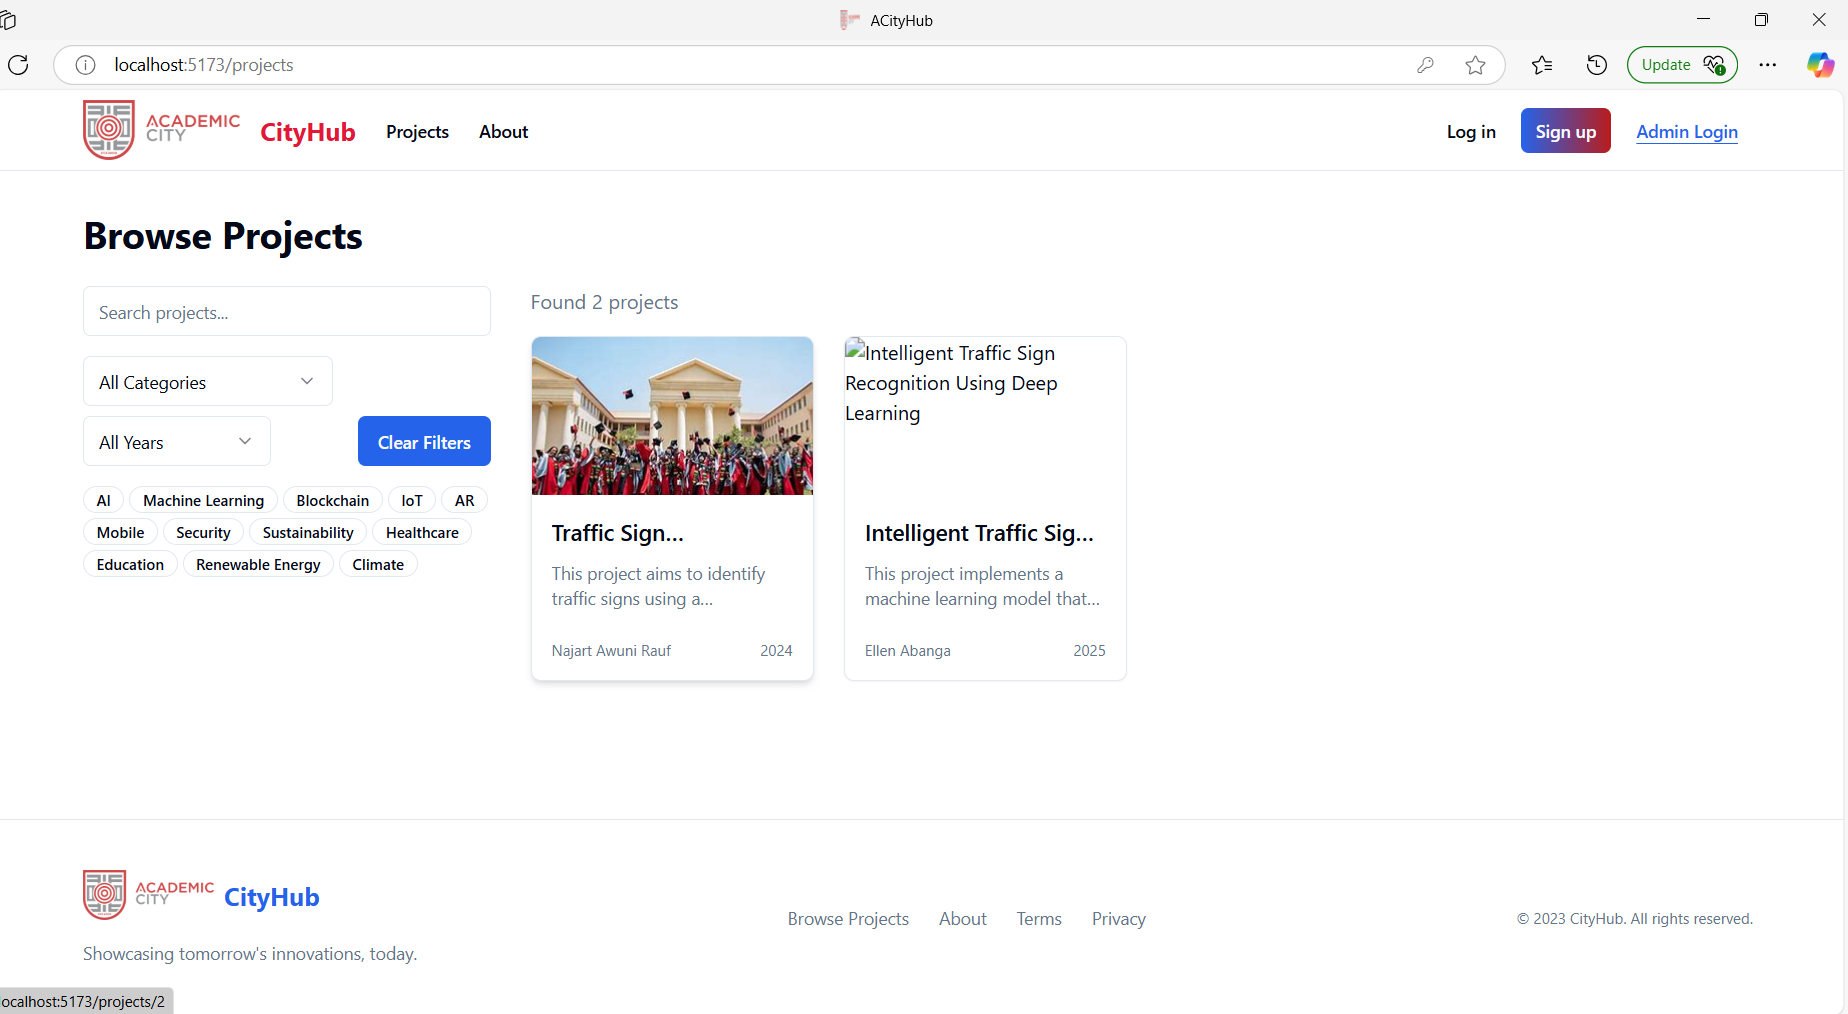 ACityHub
localhost:5173/projects
Update
ACADEMIC
CITY
CityHub
Projects
About
Log in
Sign up
Admin Login
Browse Projects
Search projects...
All Categories
All Years
Clear Filters
AI
Machine Learning
Blockchain
IoT
AR
Mobile
Security
Sustainability
Healthcare
Education
Renewable Energy
Climate
Found 2 projects
Traffic Sign...
This project aims to identify
traffic signs using a...
Najart Awuni Rauf
2024
Intelligent Traffic Sign
Recognition Using Deep
Learning
Intelligent Traffic Sig...
This project implements a
machine learning model that...
Ellen Abanga
2025
ACADEMIC
CITY
CityHub
Showcasing tomorrow's innovations, today.
Browse Projects
About
Terms
Privacy
© 2023 CityHub. All rights reserved.
ocalhost:5173/projects/2